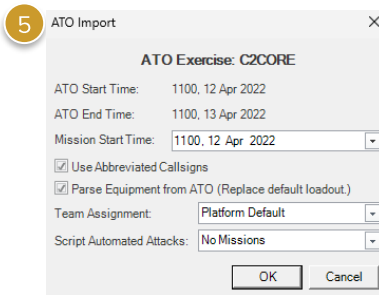 5
ATO Import
ATO Exercise: C2CORE
ATO Start Time: 1100, 12 Apr 2022
ATO End Time: 1100, 13 Apr 2022
Mission Start Time: 1100, 12 Apr 2022
Use Abbreviated Callsigns
Parse Equipment from ATO (Replace default loadout.)
Team Assignment: Platform Default
Script Automated Attacks: No Missions
OK Cancel